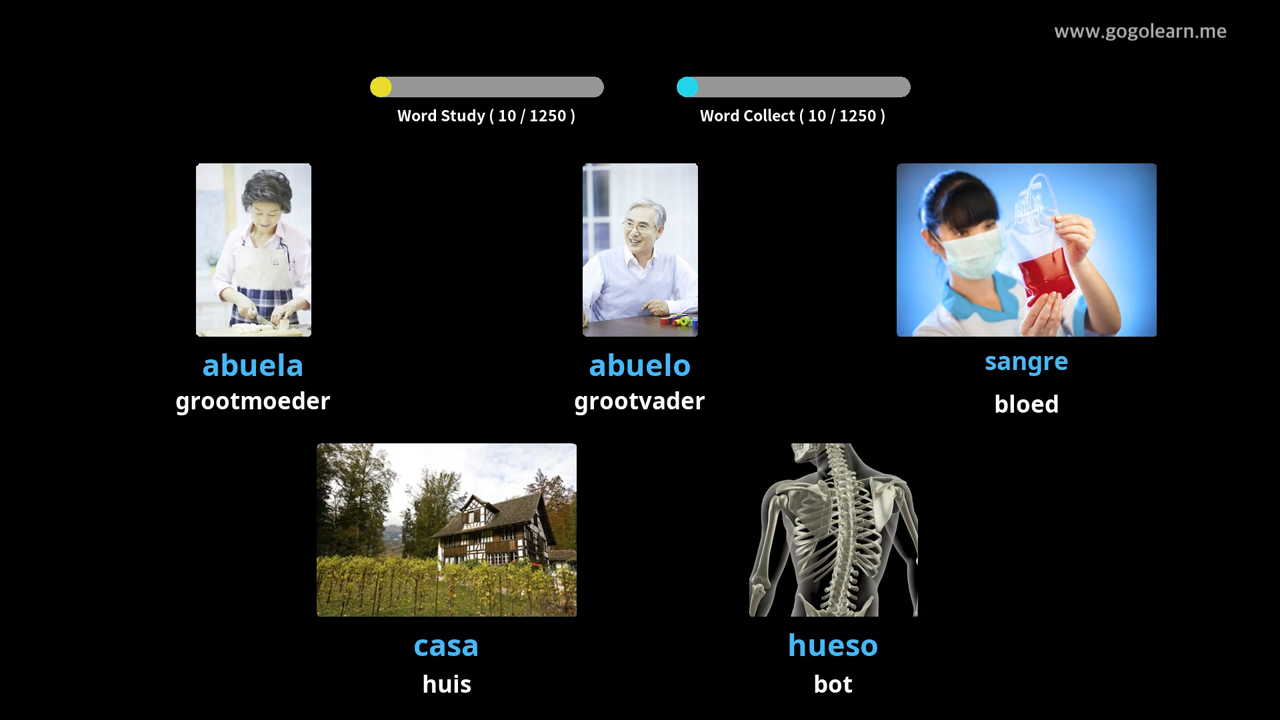 www.gogolearn.me
Word Study ( 10 / 1250 )
Word Collect ( 10 / 1250 )
abuela
grootmoeder
abuelo
grootvader
sangre
bloed
casa
huis
hueso
bot